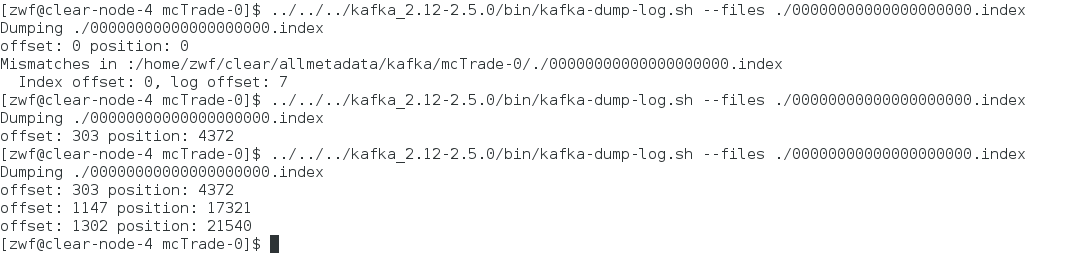 [zwf@clear-node-4 mcTrade-0]$ ../../../kafka_2.12-2.5.0/bin/kafka-dump-log.sh --files ./00000000000000000000.index
Dumping ./00000000000000000000.index
offset: 0 position: 0
Mismatches in :/home/zwf/clear/allmetadata/kafka/mcTrade-0/./00000000000000000000.index
  Index offset: 0, log offset: 7
[zwf@clear-node-4 mcTrade-0]$ ../../../kafka_2.12-2.5.0/bin/kafka-dump-log.sh --files ./00000000000000000000.index
Dumping ./00000000000000000000.index
offset: 303 position: 4372
[zwf@clear-node-4 mcTrade-0]$ ../../../kafka_2.12-2.5.0/bin/kafka-dump-log.sh --files ./00000000000000000000.index
Dumping ./00000000000000000000.index
offset: 303 position: 4372
offset: 1147 position: 17321
offset: 1302 position: 21540
[zwf@clear-node-4 mcTrade-0]$